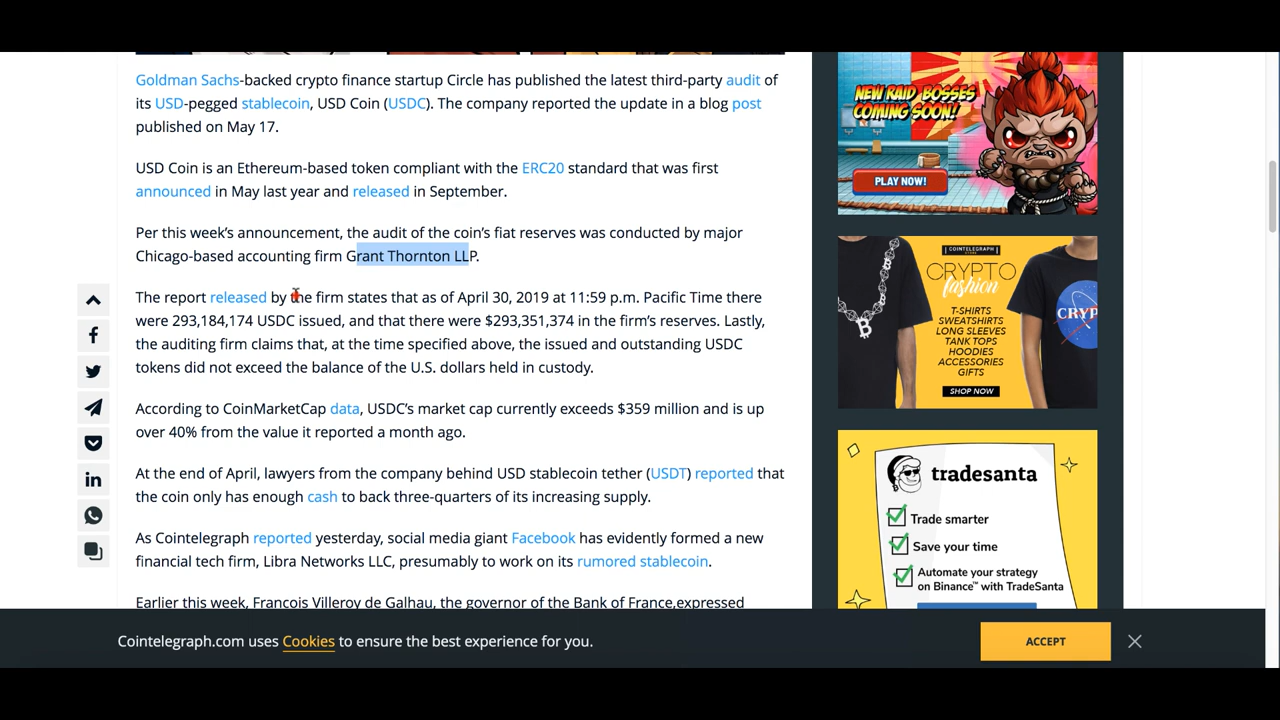 Goldman Sachs-backed crypto finance startup Circle has published the latest third-party audit of
its USD-pegged stablecoin, USD Coin (USDC). The company reported the update in a blog post
published on May 17.
USD Coin is an Ethereum-based token compliant with the ERC20 standard that was first
announced in May last year and released in September.
Per this week's announcement, the audit of the coin's fiat reserves was conducted by major
Chicago-based accounting firm Grant Thornton LLP.
The report released by the firm states that as of April 30, 2019 at 11:59 p.m. Pacific Time there
were 293,184,174 USDC issued, and that there were $293,351,374 in the firm's reserves. Lastly,
the auditing firm claims that, at the time specified above, the issued and outstanding USDC
tokens did not exceed the balance of the U.S. dollars held in custody.
According to CoinMarketCap data, USDC's market cap currently exceeds $359 million and is up
over 40% from the value it reported a month ago.
At the end of April, lawyers from the company behind USD stablecoin tether (USDT) reported that
the coin only has enough cash to back three-quarters of its increasing supply.
As Cointelegraph reported yesterday, social media giant Facebook has evidently formed a new
financial tech firm, Libra Networks LLC, presumably to work on its rumored stablecoin.
Earlier this week, Francois Villeroy de Galhau, the governor of the Bank of France,expressed
NEW RAID BOSSES
COMING SOON!
PLAY NOW!
COINTELEGRAPH
STORE
CRYPTO
fashion
T-SHIRTS
SWEATSHIRTS
LONG SLEEVES
TANK TOPS
HOODIES
ACCESSORIES
GIFTS
SHOP NOW
CRYP
tradesanta
Trade smarter
Save your time
Automate your strategy
on Binance™ with TradeSanta
Cointelegraph.com uses Cookies to ensure the best experience for you.
ACCEPT